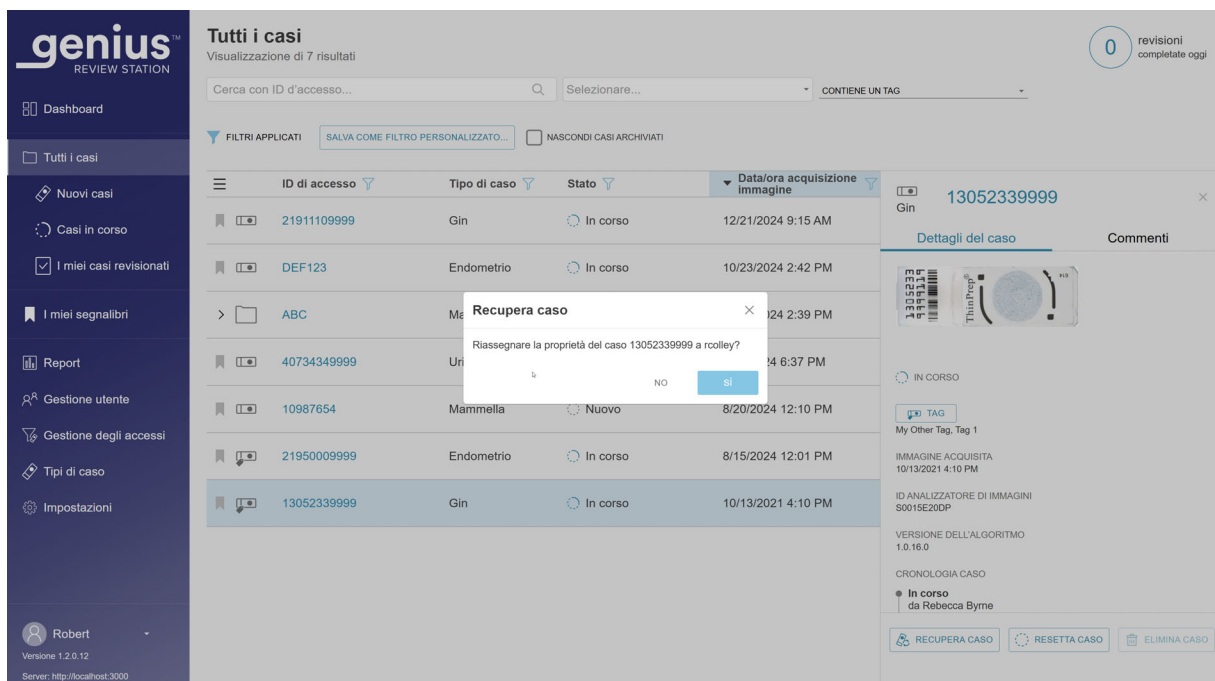 genius™
REVIEW STATION
Dashboard
Tutti i casi
Nuovi casi
Casi in corso
I miei casi revisionati
I miei segnalibri
Report
Gestione utente
Gestione degli accessi
Tipi di caso
Impostazioni
Robert
Versione 1.2.0.12
Server: http://localhost:3000
Tutti i casi
Visualizzazione di 7 risultati
0 revisioni
completate oggi
Cerca con ID d'accesso... Selezionare... CONTIENE UN TAG
FILTRI APPLICATI SALVA COME FILTRO PERSONALIZZATO... NASCONDI CASI ARCHIVIATI
ID di accesso Tipo di caso Stato Data/ora acquisizione
immagine
21911109999 Gin In corso 12/21/2024 9:15 AM
DEF123 Endometrio In corso 10/23/2024 2:42 PM
ABC 2:39 PM
40734349999 6:37 PM
10987654 Mammella Nuovo 8/20/2024 12:10 PM
21950009999 Endometrio In corso 8/15/2024 12:01 PM
13052339999 Gin In corso 10/13/2021 4:10 PM
Recupera caso
Riassegnare la proprietà del caso 13052339999 a rcolley?
NO sì
Gin 13052339999
Dettagli del caso Commenti
ThinPrep®
IN CORSO
TAG
My Other Tag, Tag 1
IMMAGINE ACQUISITA
10/13/2021 4:10 PM
ID ANALIZZATORE DI IMMAGINI
S0015E20DP
VERSIONE DELL'ALGORITMO
1.0.16.0
CRONOLOGIA CASO
In corso
da Rebecca Byrne
RECUPERA CASO RESETTA CASO ELIMINA CASO